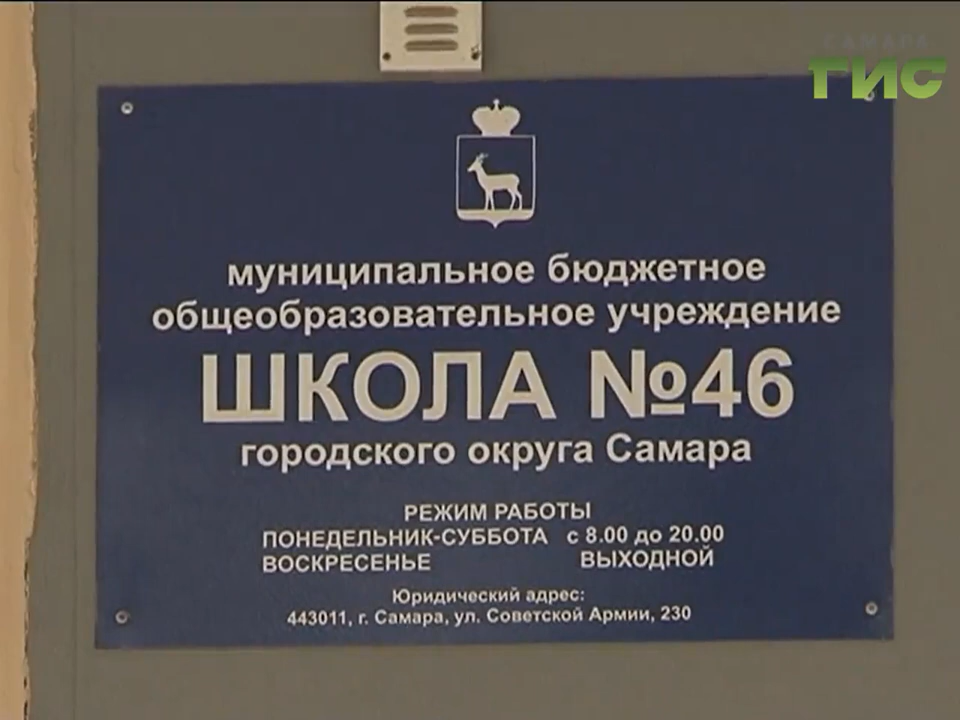 САМАРА
ГИС
муниципальное бюджетное
общеобразовательное учреждение
ШКОЛА №46
городского округа Самара
РЕЖИМ РАБОТЫ
ПОНЕДЕЛЬНИК-СУББОТА с 8.00 до 20.00
ВОСКРЕСЕНЬЕ ВЫХОДНОЙ
Юридический адрес:
443011, г. Самара, ул. Советской Армии, 230